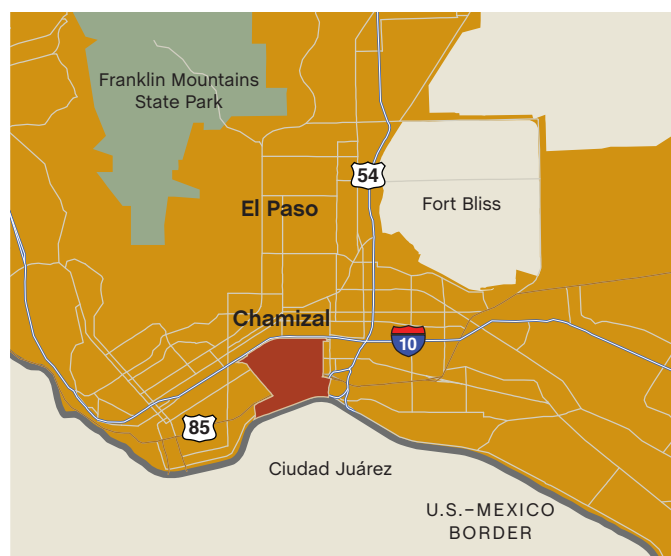 Franklin Mountains
State Park
54
El Paso
Fort Bliss
Chamizal
10
85
Ciudad Juárez
U.S.–MEXICO
BORDER